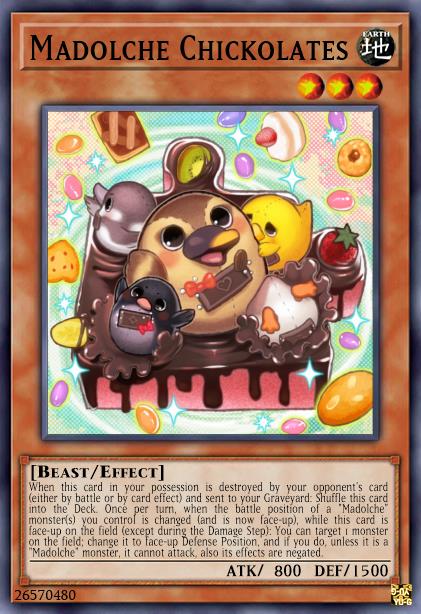 MADOLCHE CHICKOLATES
EARTH
地
[BEAST/EFFECT]
When this card in your possession is destroyed by your opponent's card
(either by battle or by card effect) and sent to your Graveyard: Shuffle this card
into the Deck. Once per turn, when the battle position of a "Madolche"
monster(s) you control is changed (and is now face-up), while this card is
face-up on the field (except during the Damage Step): You can target 1 monster
on the field; change it to face-up Defense Position, and if you do, unless it is a
"Madolche" monster, it cannot attack, also its effects are negated.
ATK/ 800 DEF/1500
26570480